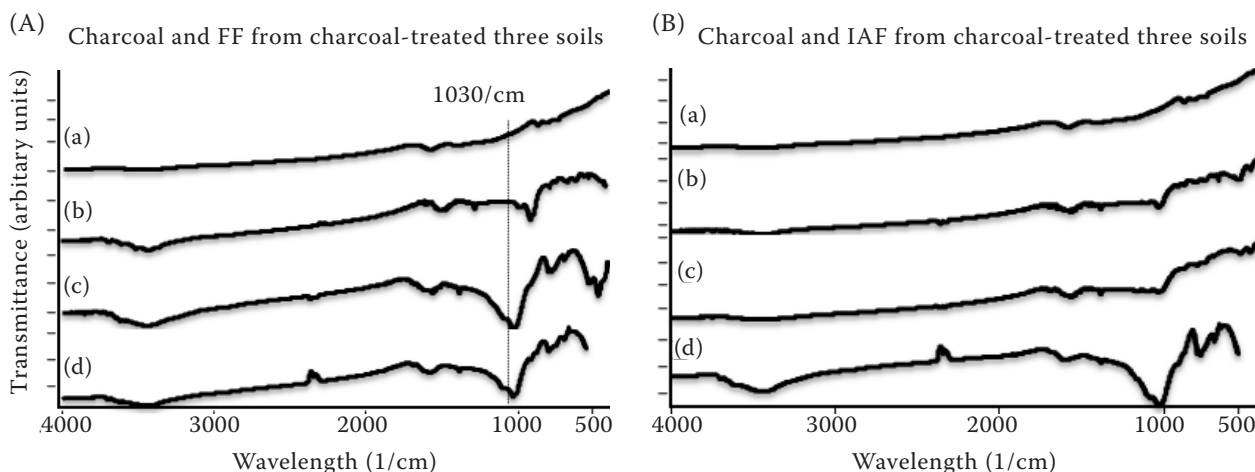 (A)
Charcoal and FF from charcoal-treated three soils
1030/cm
(a)
(b)
(c)
(d)
Transmittance (arbitary units)
4000 3000 2000 1000 500
Wavelength (1/cm)
(B)
Charcoal and IAF from charcoal-treated three soils
(a)
(b)
(c)
(d)
4000 3000 2000 1000 500
Wavelength (1/cm)